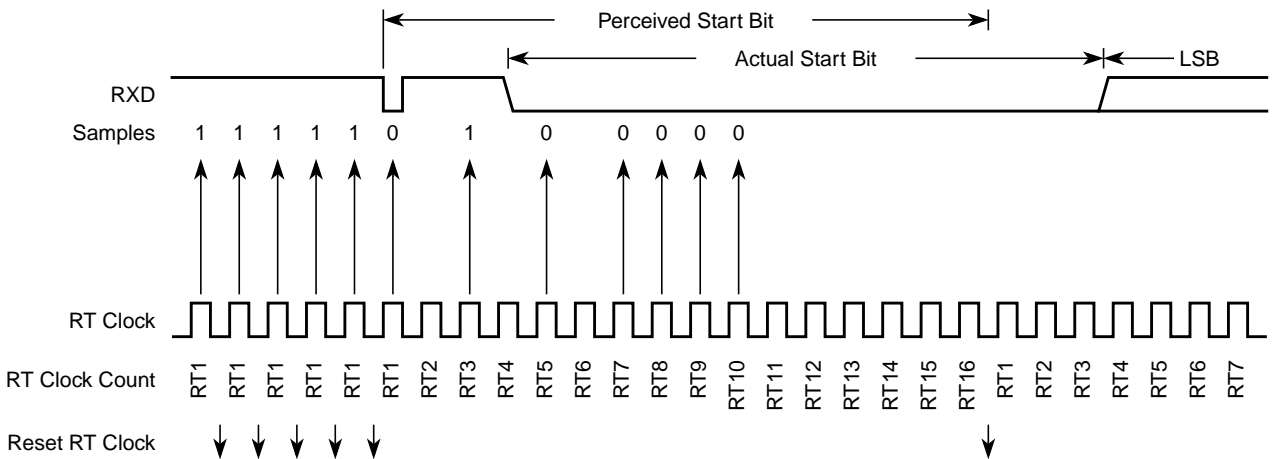 Perceived Start Bit
Actual Start Bit
LSB
RXD
Samples 1 1 1 1 1 0 1 0 0 0 0 0
RT Clock
RT Clock Count RT1 RT1 RT1 RT1 RT1 RT1 RT2 RT3 RT4 RT5 RT6 RT7 RT8 RT9 RT10 RT11 RT12 RT13 RT14 RT15 RT16 RT1 RT2 RT3 RT4 RT5 RT6 RT7
Reset RT Clock